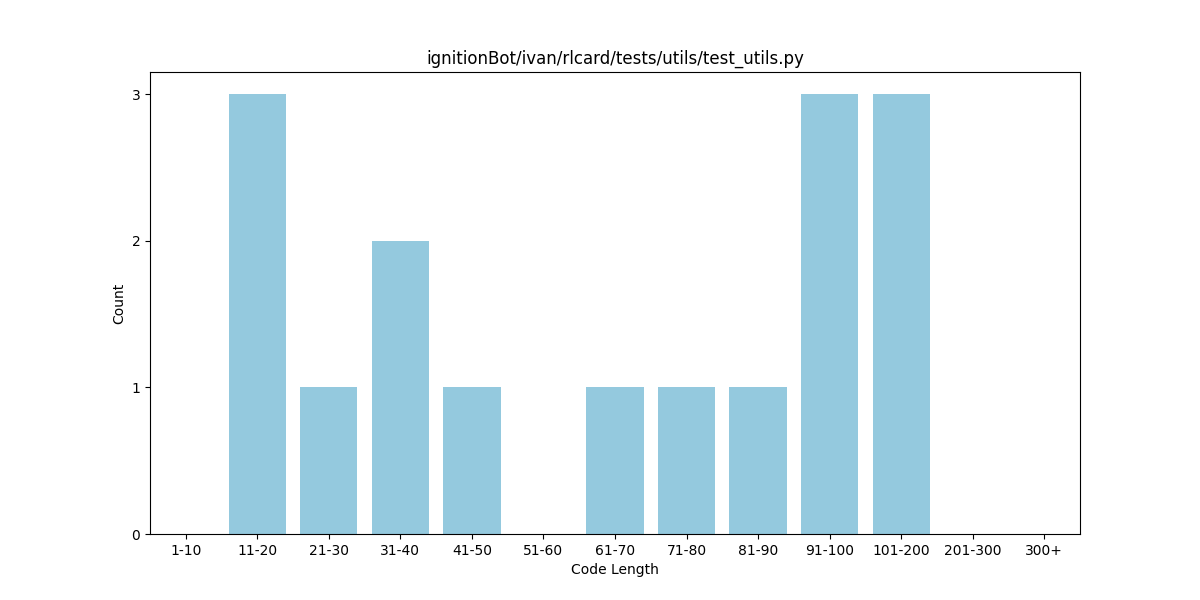 ignitionBot/ivan/rlcard/tests/utils/test_utils.py
3
2
1
0
Count
1-10 11-20 21-30 31-40 41-50 51-60 61-70 71-80 81-90 91-100 101-200 201-300 300+
Code Length